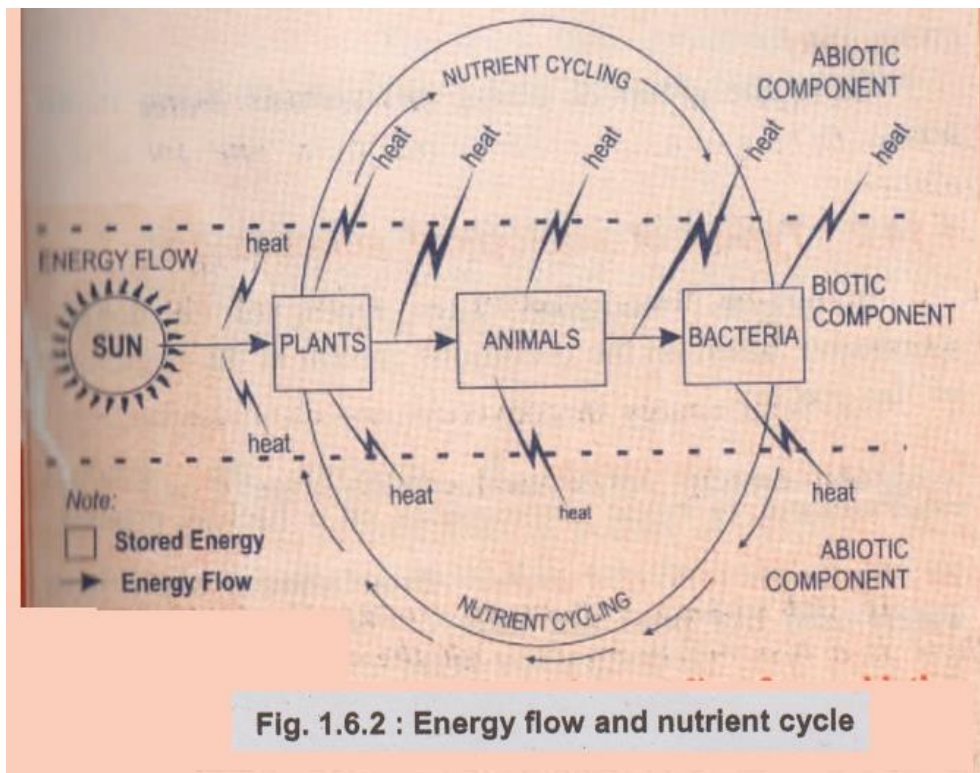 NUTRIENT CYCLING
ABIOTIC
COMPONENT
heat
heat
heat
heat
heat
heat
ENERGY FLOW
SUN
PLANTS
ANIMALS
BACTERIA
BIOTIC
COMPONENT
heat
heat
heat
heat
Note:
Stored Energy
Energy Flow
ABIOTIC
COMPONENT
NUTRIENT CYCLING
Fig. 1.6.2 : Energy flow and nutrient cycle